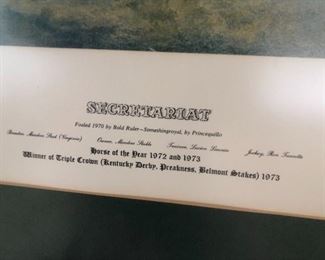 SECRETARIAT
Foaled 1970 by Bold Ruler–Somethingroyal, by Princequillo
Breeder, Meadow Stud (Virginia) Owner, Meadow Stable Trainer, Lucien Laurin Jockey, Ron Turcotte
Horse of the Year 1972 and 1973
Winner of Triple Crown (Kentucky Derby, Preakness, Belmont Stakes) 1973